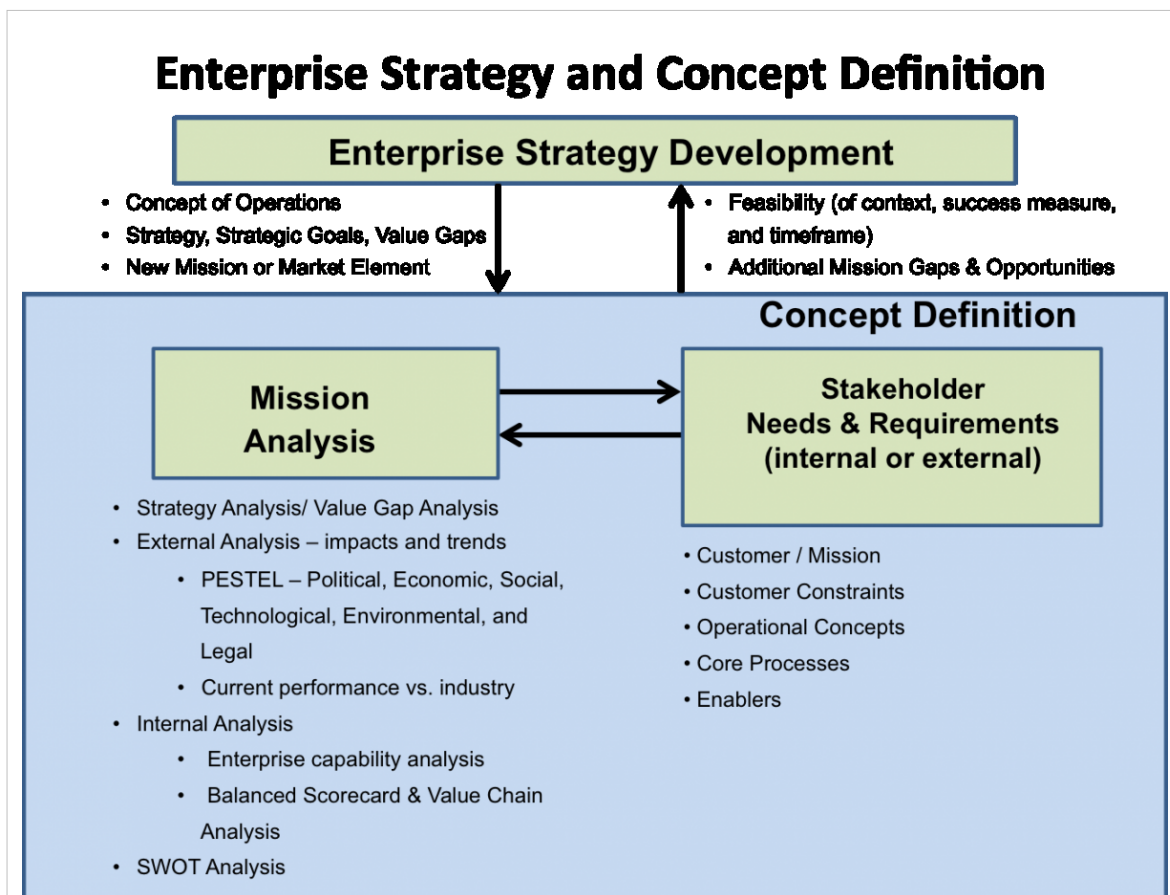 Enterprise Strategy and Concept Definition
Enterprise Strategy Development
• Concept of Operations
• Strategy, Strategic Goals, Value Gaps
• New Mission or Market Element
• Feasibility (of context, success measure,
and timeframe)
• Additional Mission Gaps & Opportunities
Concept Definition
Mission
Analysis
Stakeholder
Needs & Requirements
(internal or external)
• Strategy Analysis/ Value Gap Analysis
• External Analysis – impacts and trends
• PESTEL – Political, Economic, Social,
Technological, Environmental, and
Legal
• Current performance vs. industry
• Internal Analysis
• Enterprise capability analysis
• Balanced Scorecard & Value Chain
Analysis
• SWOT Analysis
• Customer / Mission
• Customer Constraints
• Operational Concepts
• Core Processes
• Enablers